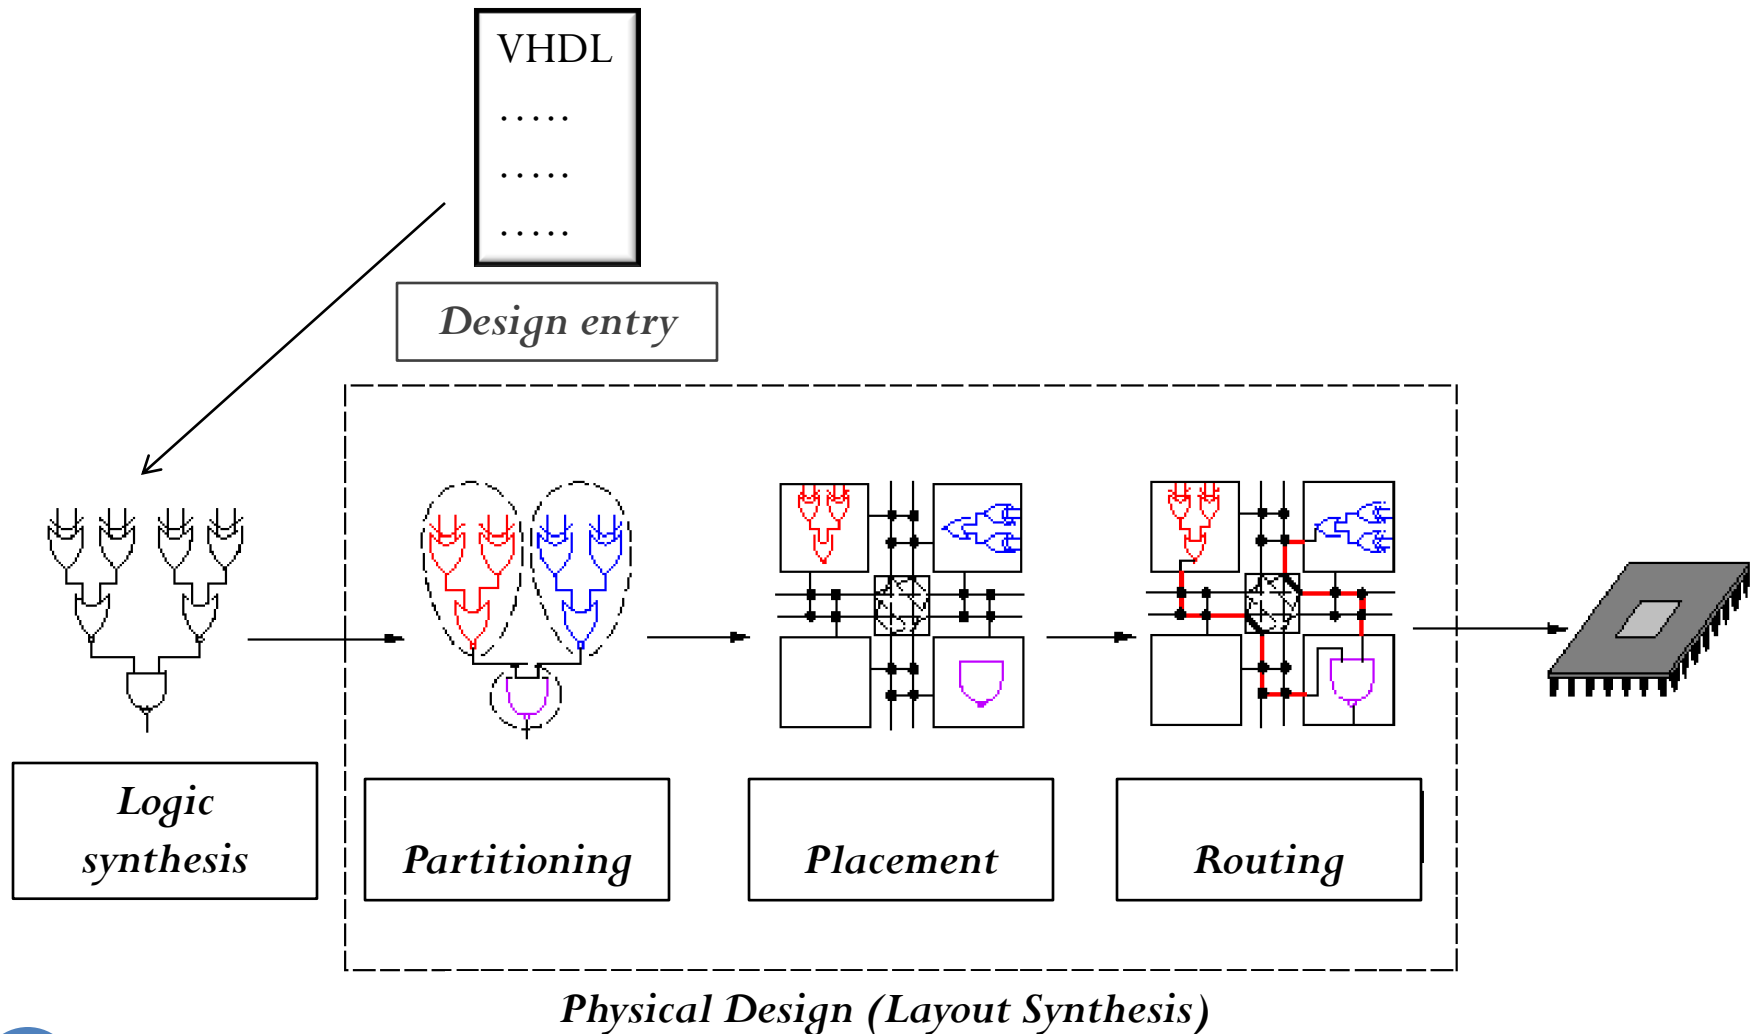 VHDL
.....
.....
.....
Design entry
Logic
synthesis
Partitioning
Placement
Routing
Physical Design (Layout Synthesis)